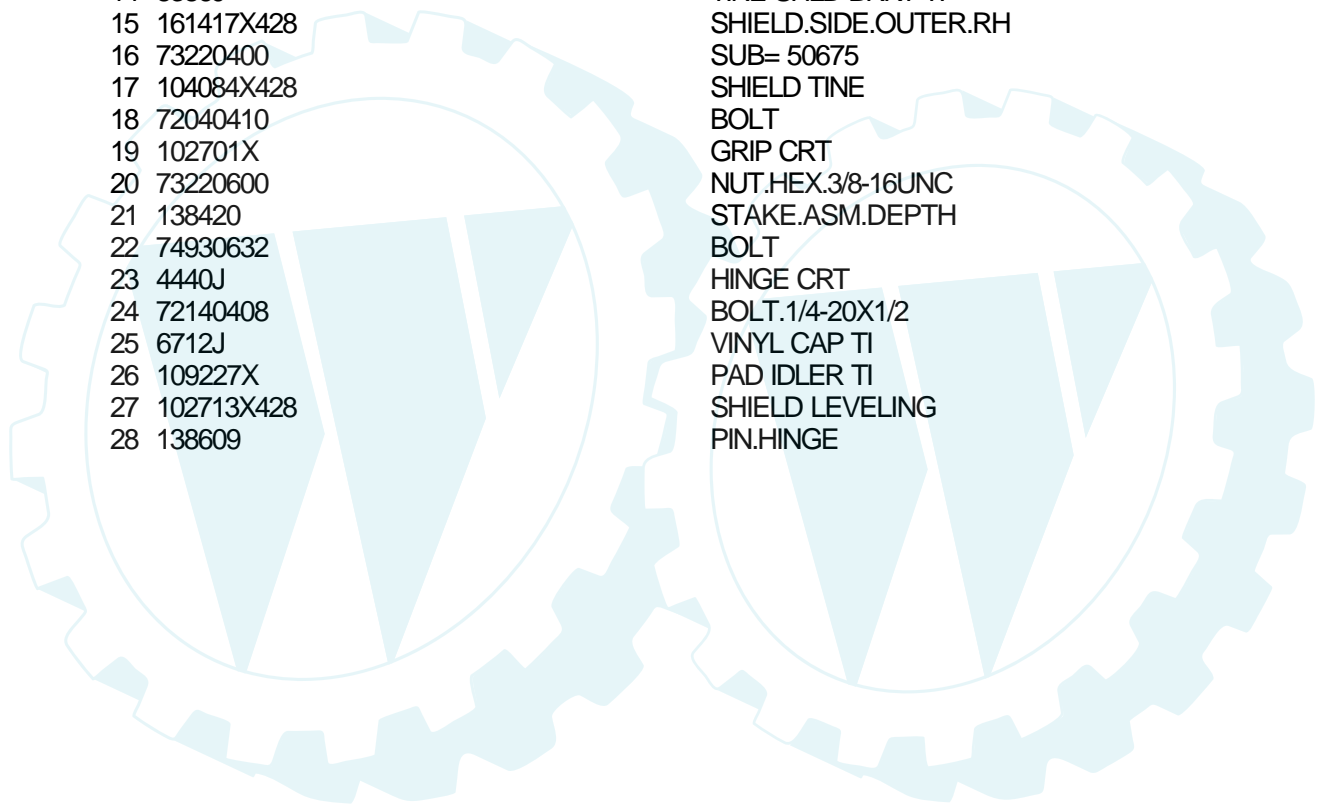 15 161417X428 SHIELD.SIDE.OUTER.RH
16 73220400 SUB= 50675
17 104084X428 SHIELD TINE
18 72040410 BOLT
19 102701X GRIP CRT
20 73220600 NUT.HEX.3/8-16UNC
21 138420 STAKE.ASM.DEPTH
22 74930632 BOLT
23 4440J HINGE CRT
24 72140408 BOLT.1/4-20X1/2
25 6712J VINYL CAP TI
26 109227X PAD IDLER TI
27 102713X428 SHIELD LEVELING
28 138609 PIN.HINGE